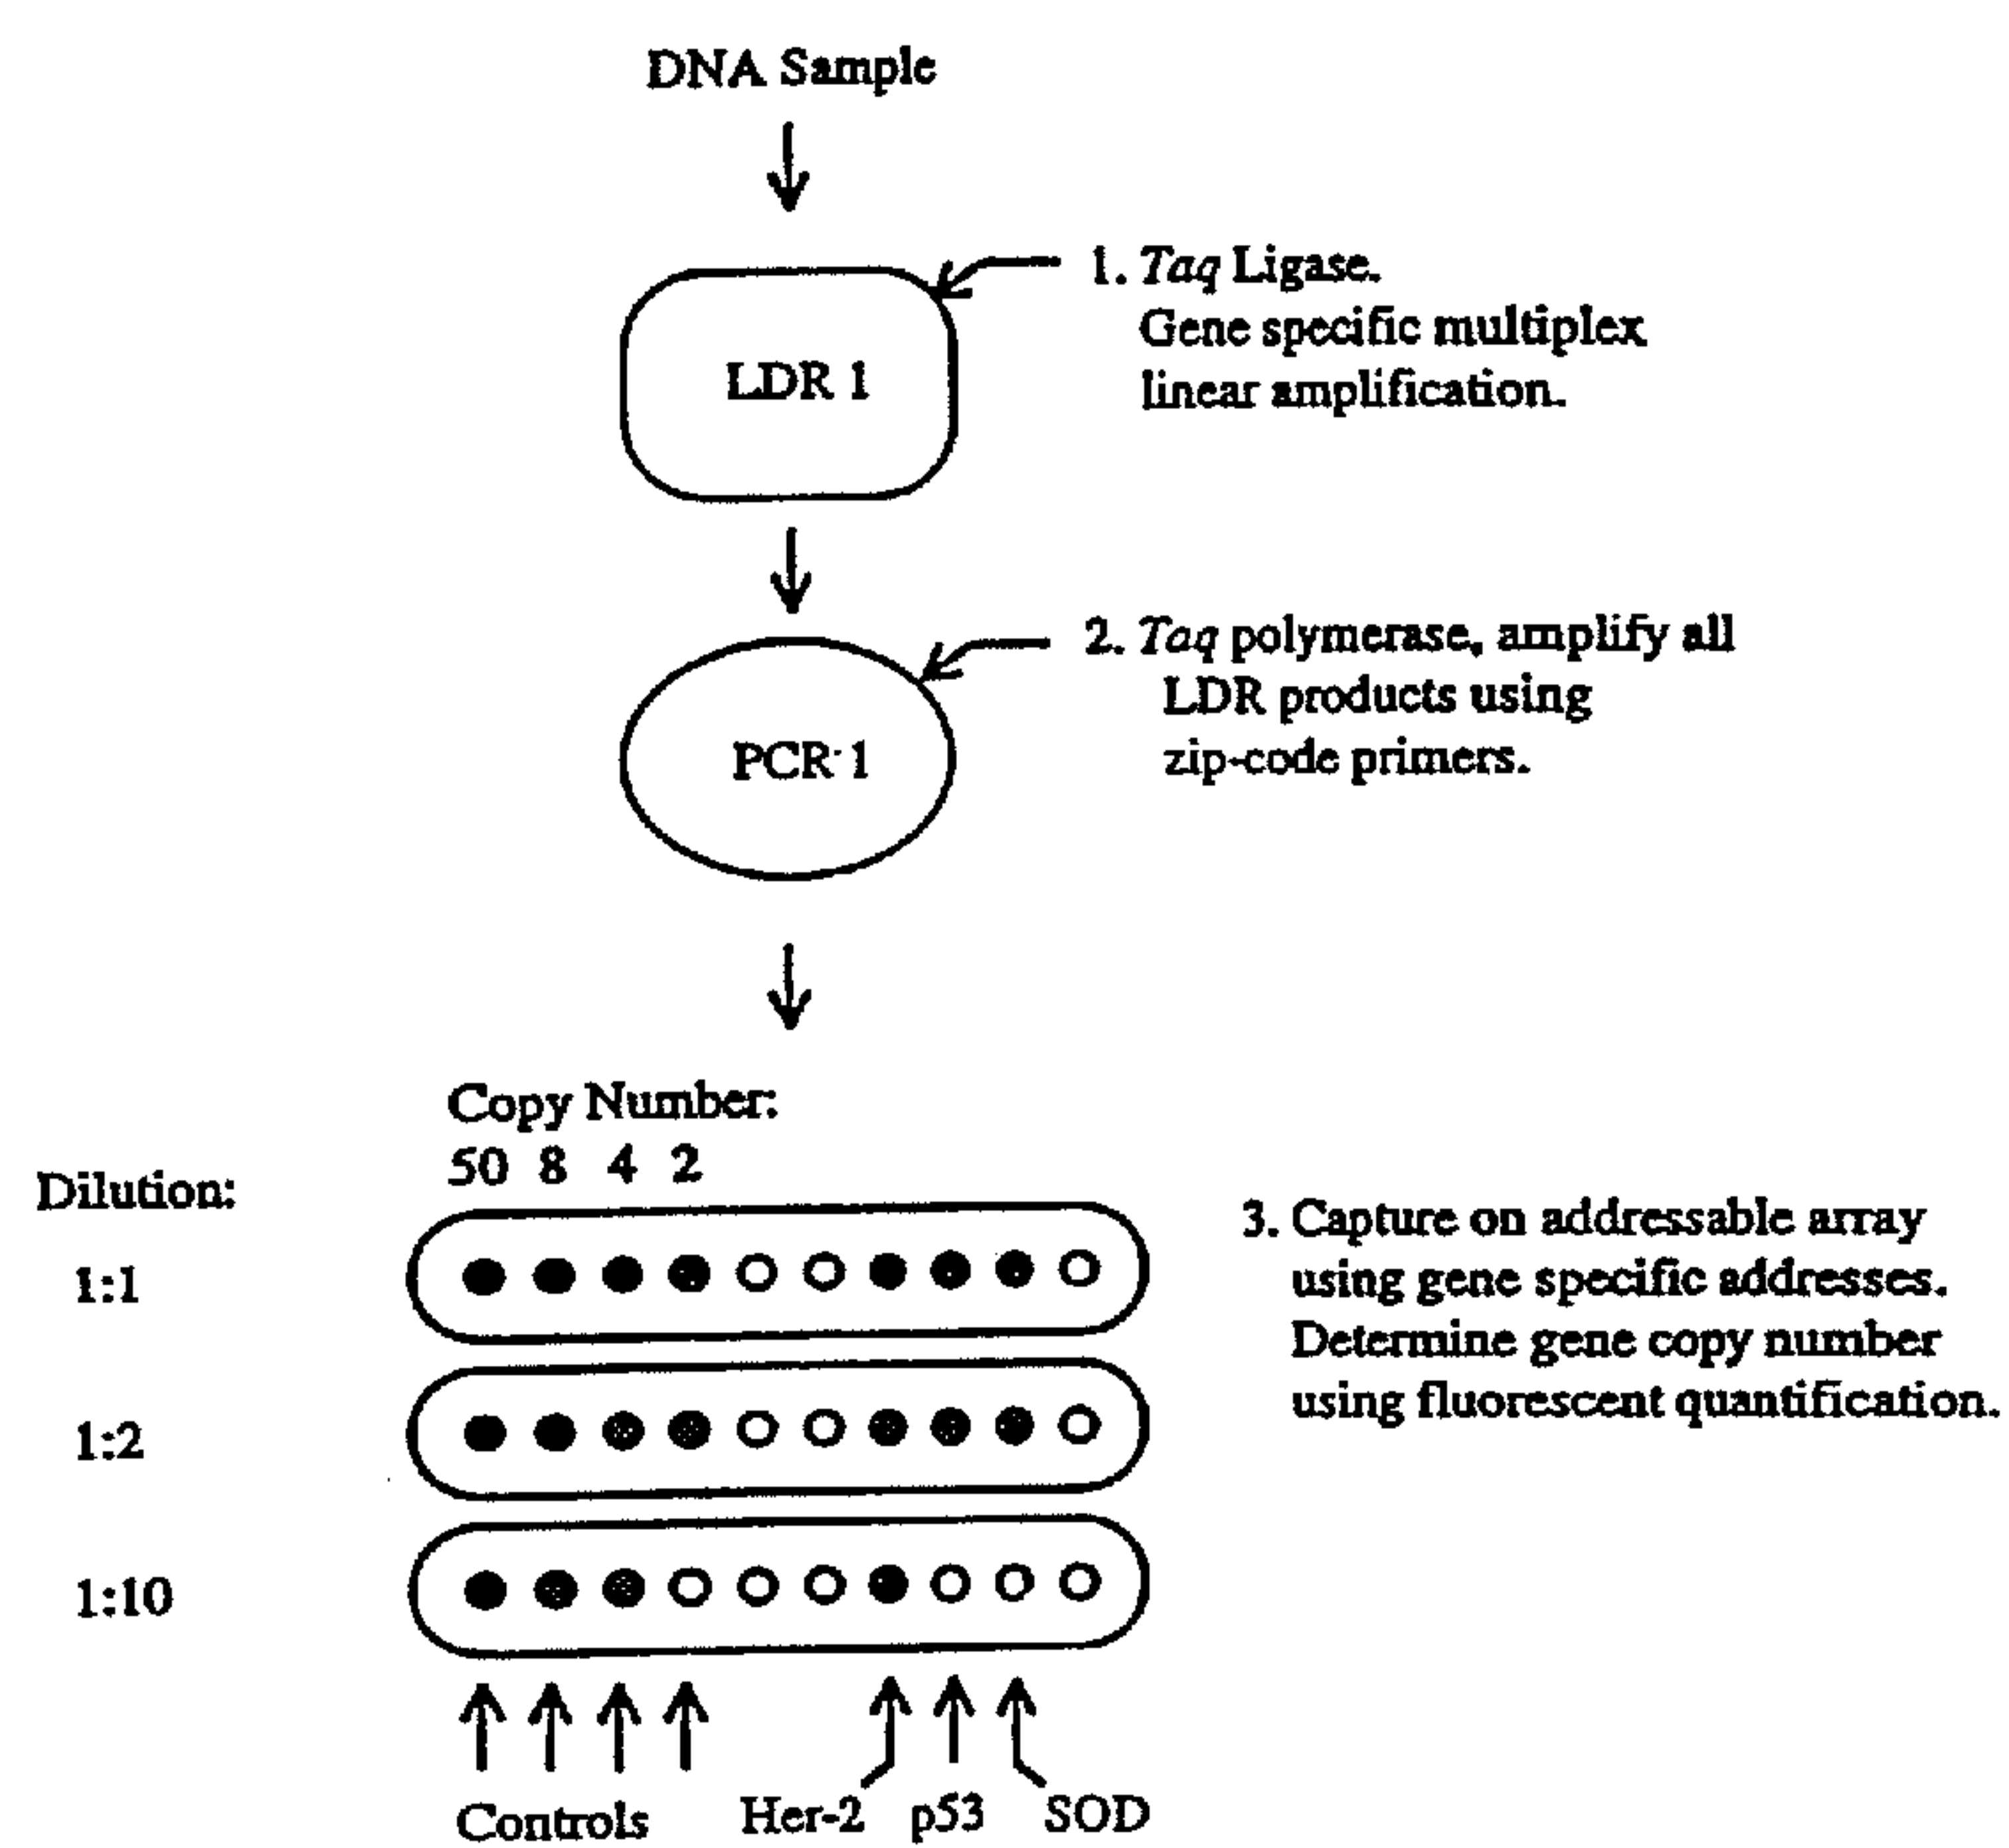 DNA Sample
1. Taq Ligase.
Gene specific multiplex
linear amplification.
LDR 1
2. Taq polymerase, amplify all
LDR products using
zip-code primers.
PCR 1
Copy Number:
50 8 4 2
Dilution:
1:1
1:2
1:10
3. Capture on addressable array
using gene specific addresses.
Determine gene copy number
using fluorescent quantification.
Controls
Her-2
p53
SOD